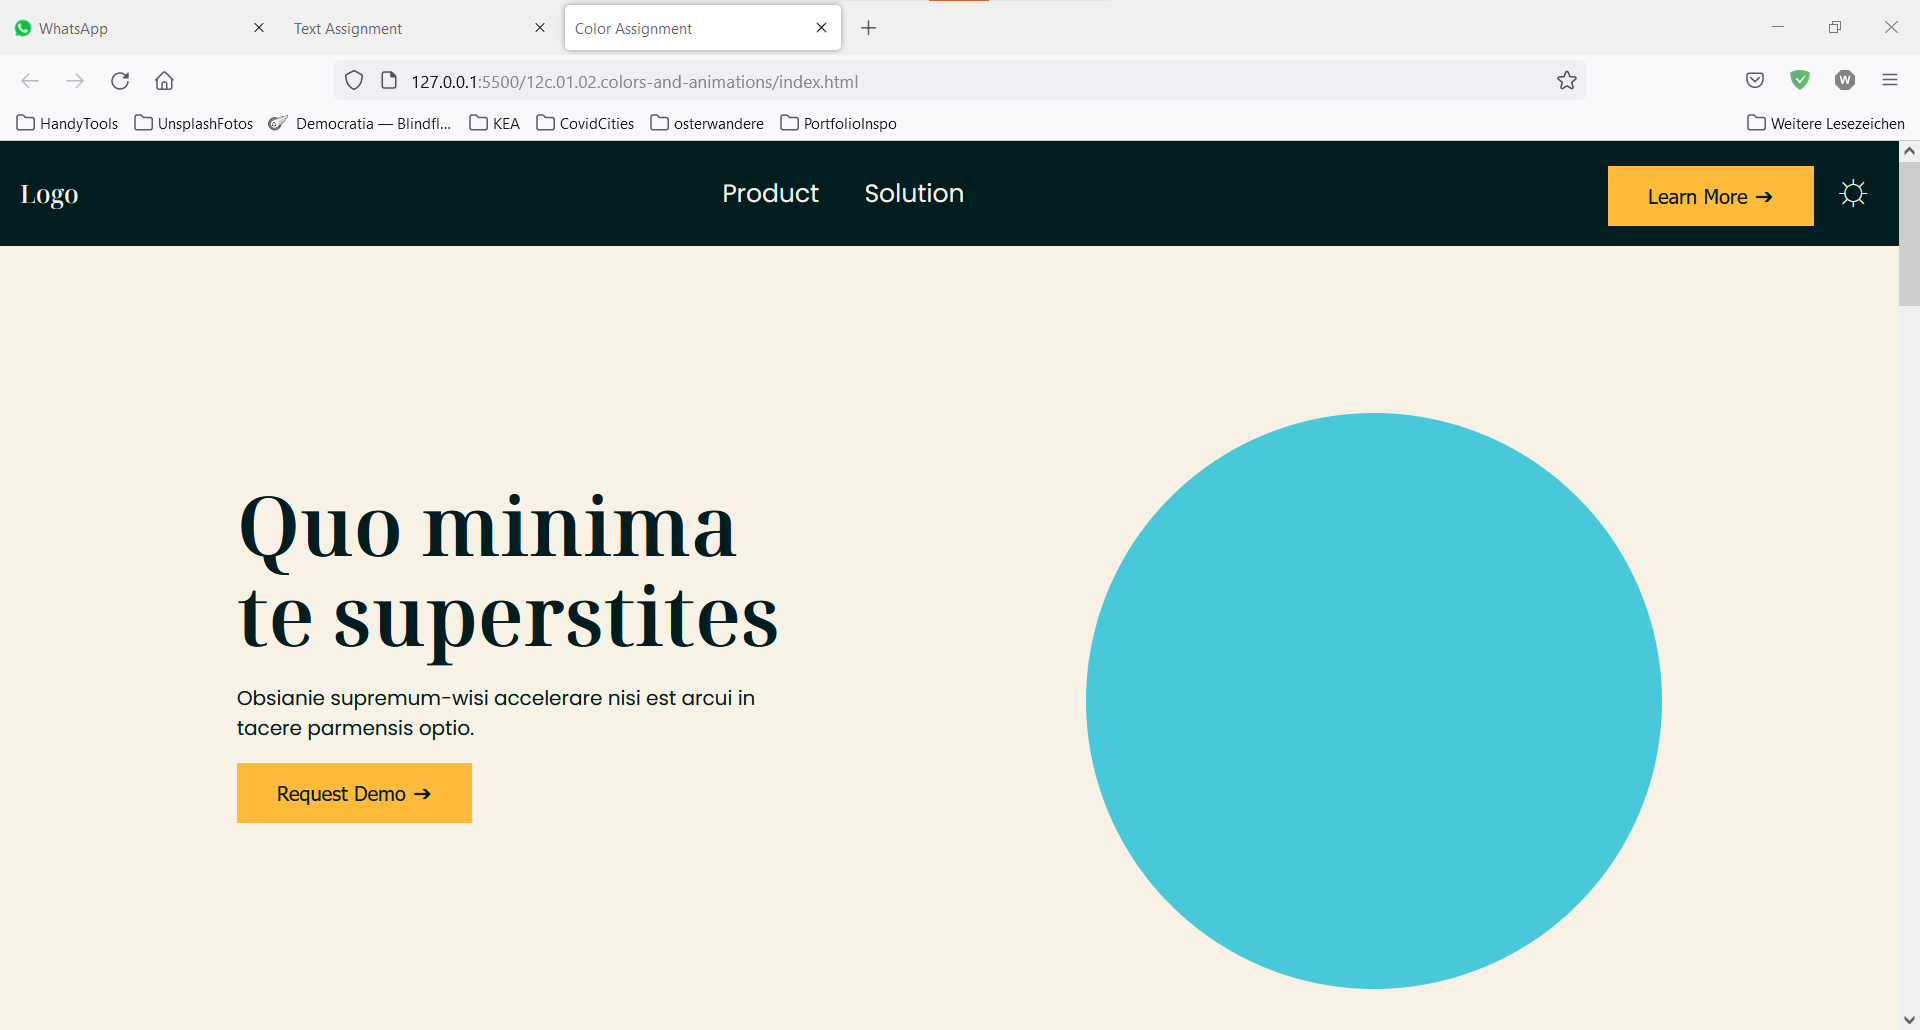 WhatsApp
Text Assignment
Color Assignment
127.0.0.1:5500/12c.01.02.colors-and-animations/index.html
W
HandyTools
UnsplashFotos
Democratia — Blindfl...
KEA
CovidCities
osterwandere
PortfolioInspo
Weitere Lesezeichen
Logo
Product
Solution
Learn More ➔
Quo minima
te superstites
Obsianie supremum-wisi accelerare nisi est arcui in
tacere parmensis optio.
Request Demo ➔